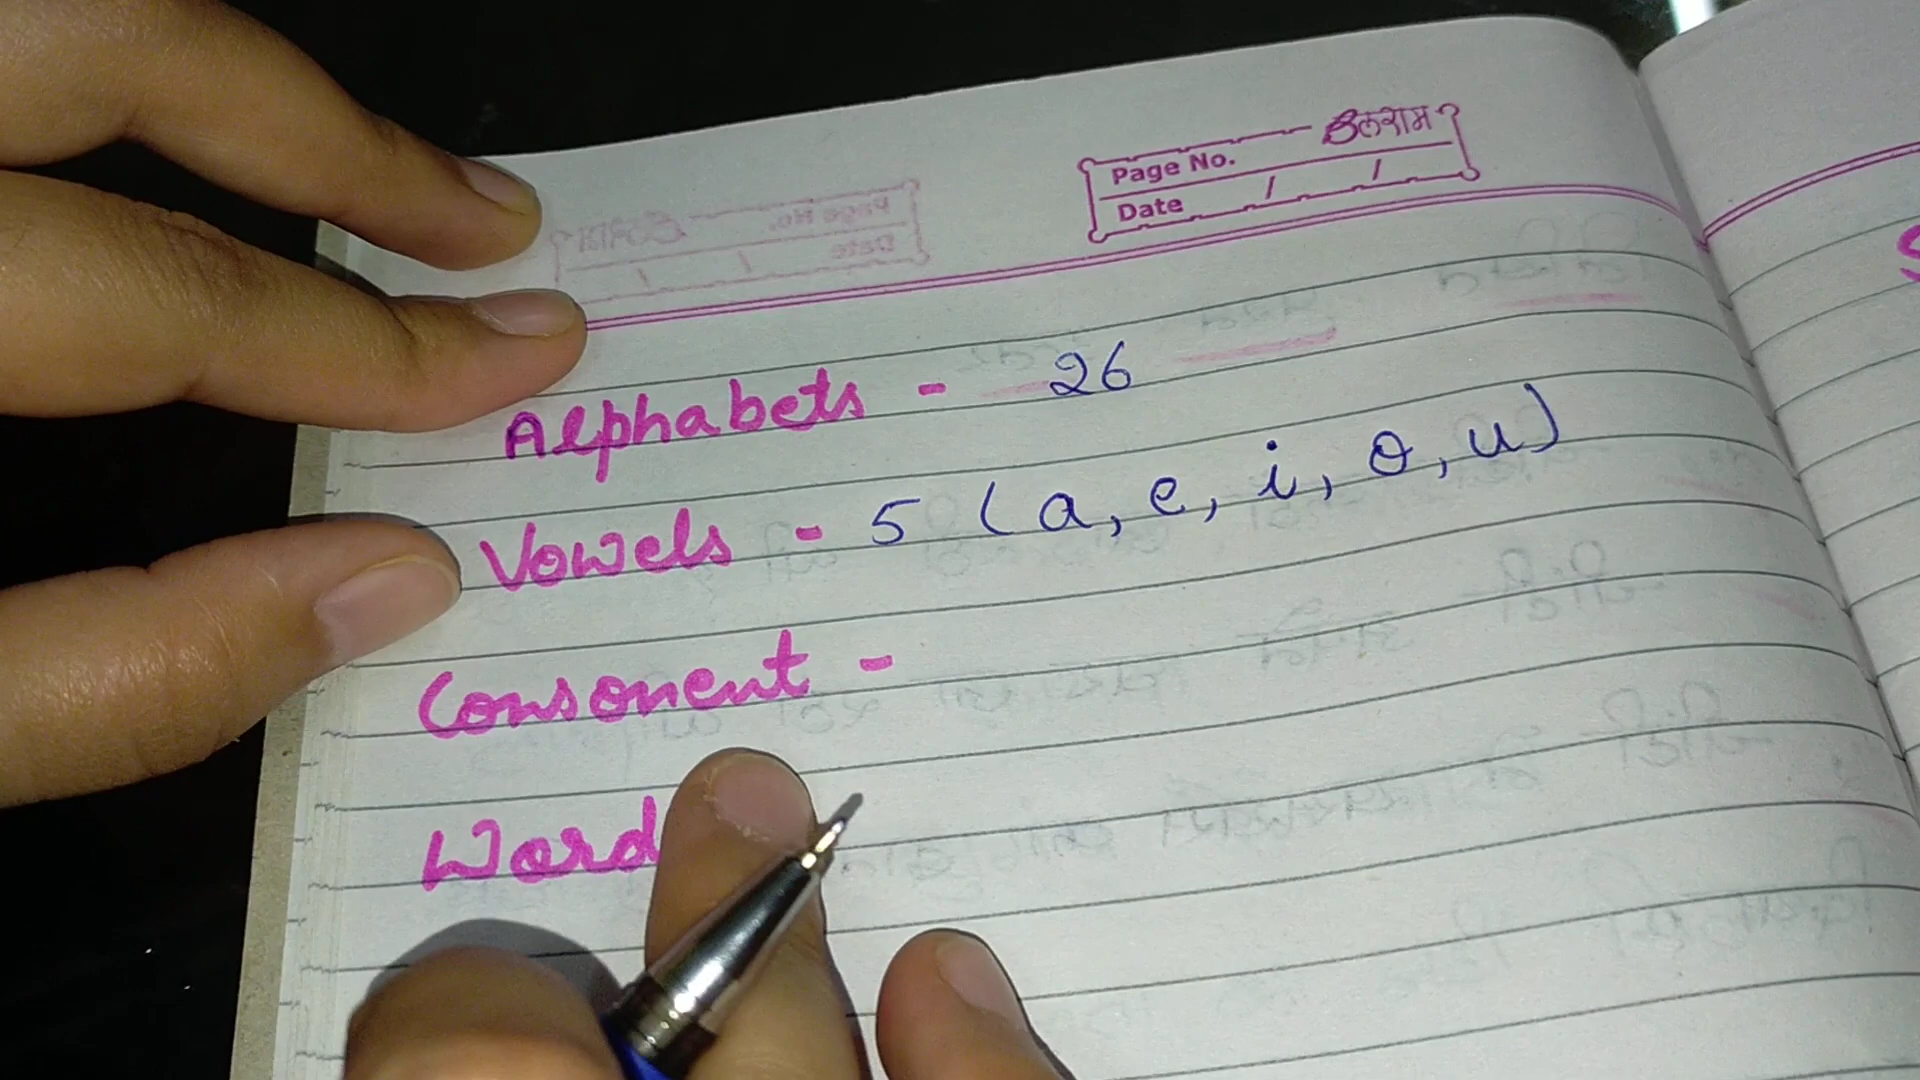 Page No.
Date / /
Alphabets - 26
Vowels - 5 (a, e, i, o, u)
Consonent -
Word